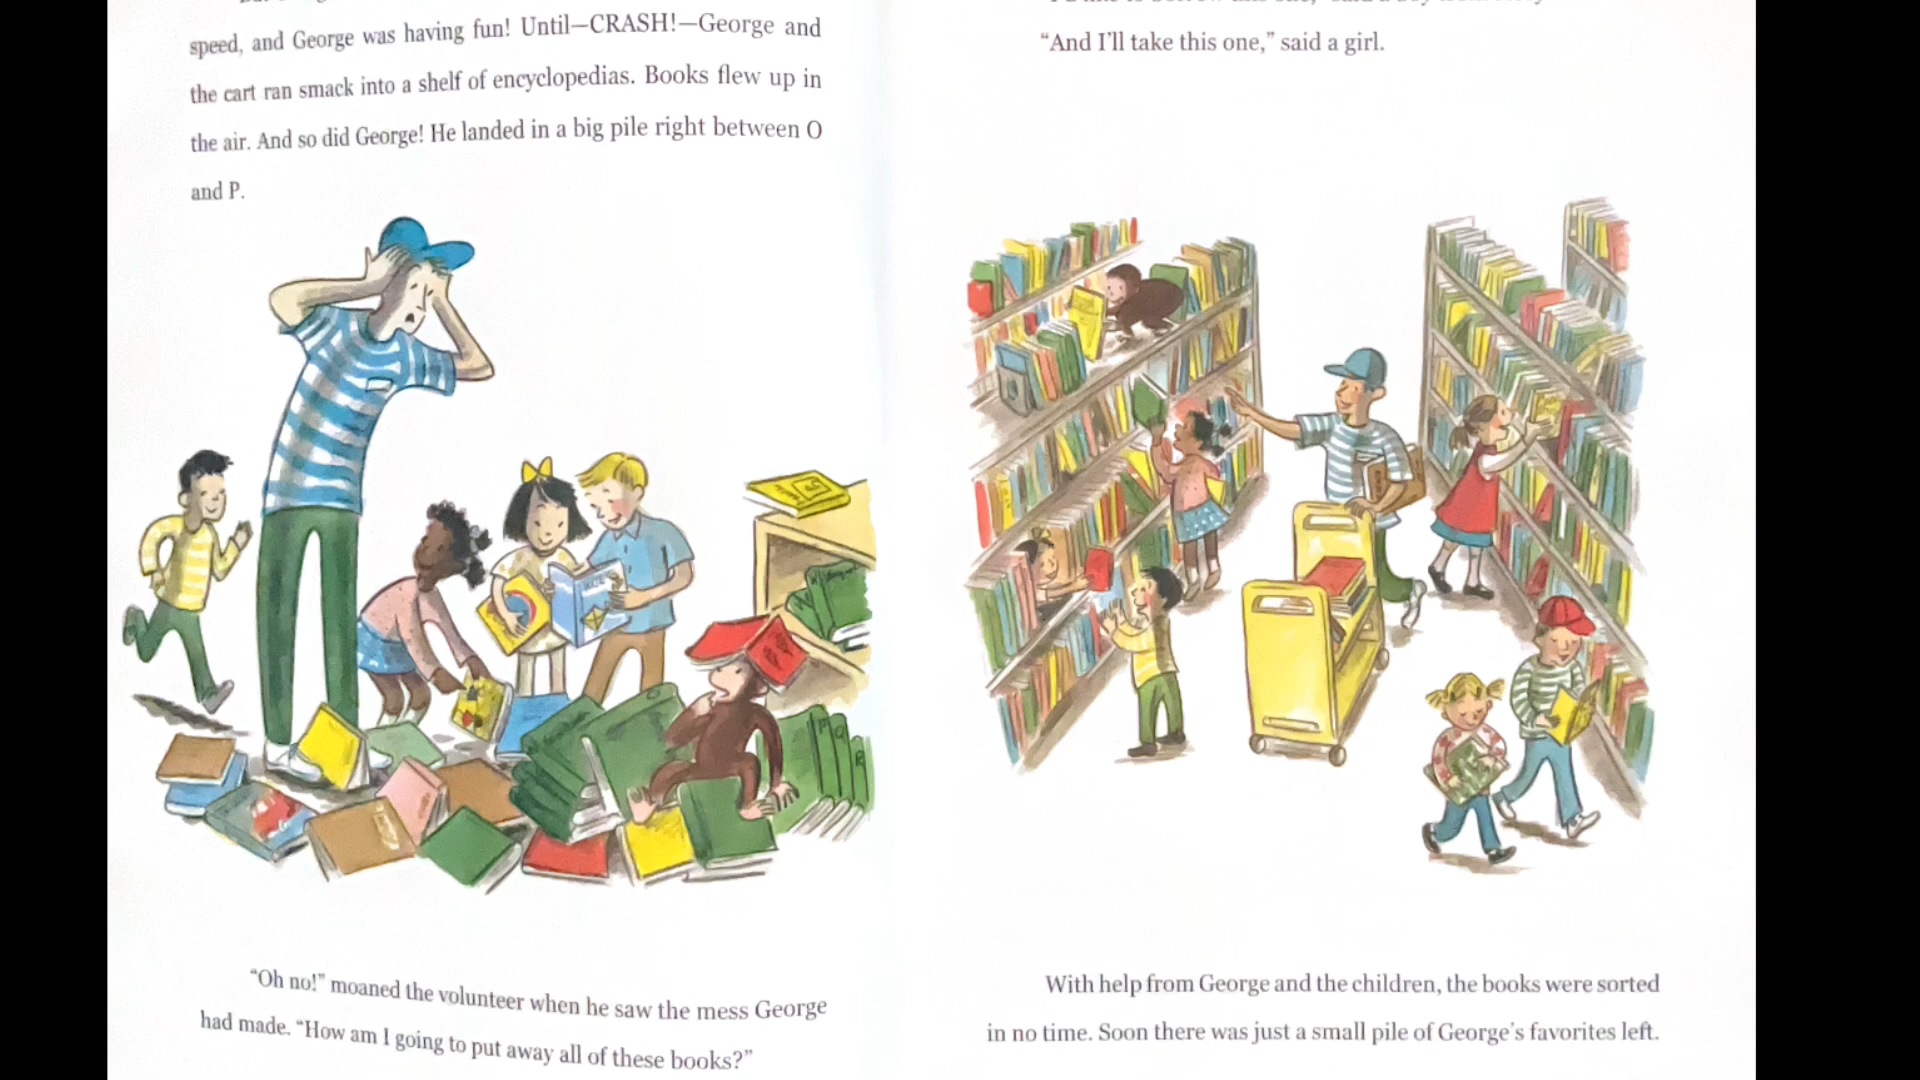 speed, and George was having fun! Until—CRASH!—George and
the cart ran smack into a shelf of encyclopedias. Books flew up in
the air. And so did George! He landed in a big pile right between O
and P.
“Oh no!” moaned the volunteer when he saw the mess George
had made. “How am I going to put away all of these books?”
“And I’ll take this one,” said a girl.
With help from George and the children, the books were sorted
in no time. Soon there was just a small pile of George’s favorites left.